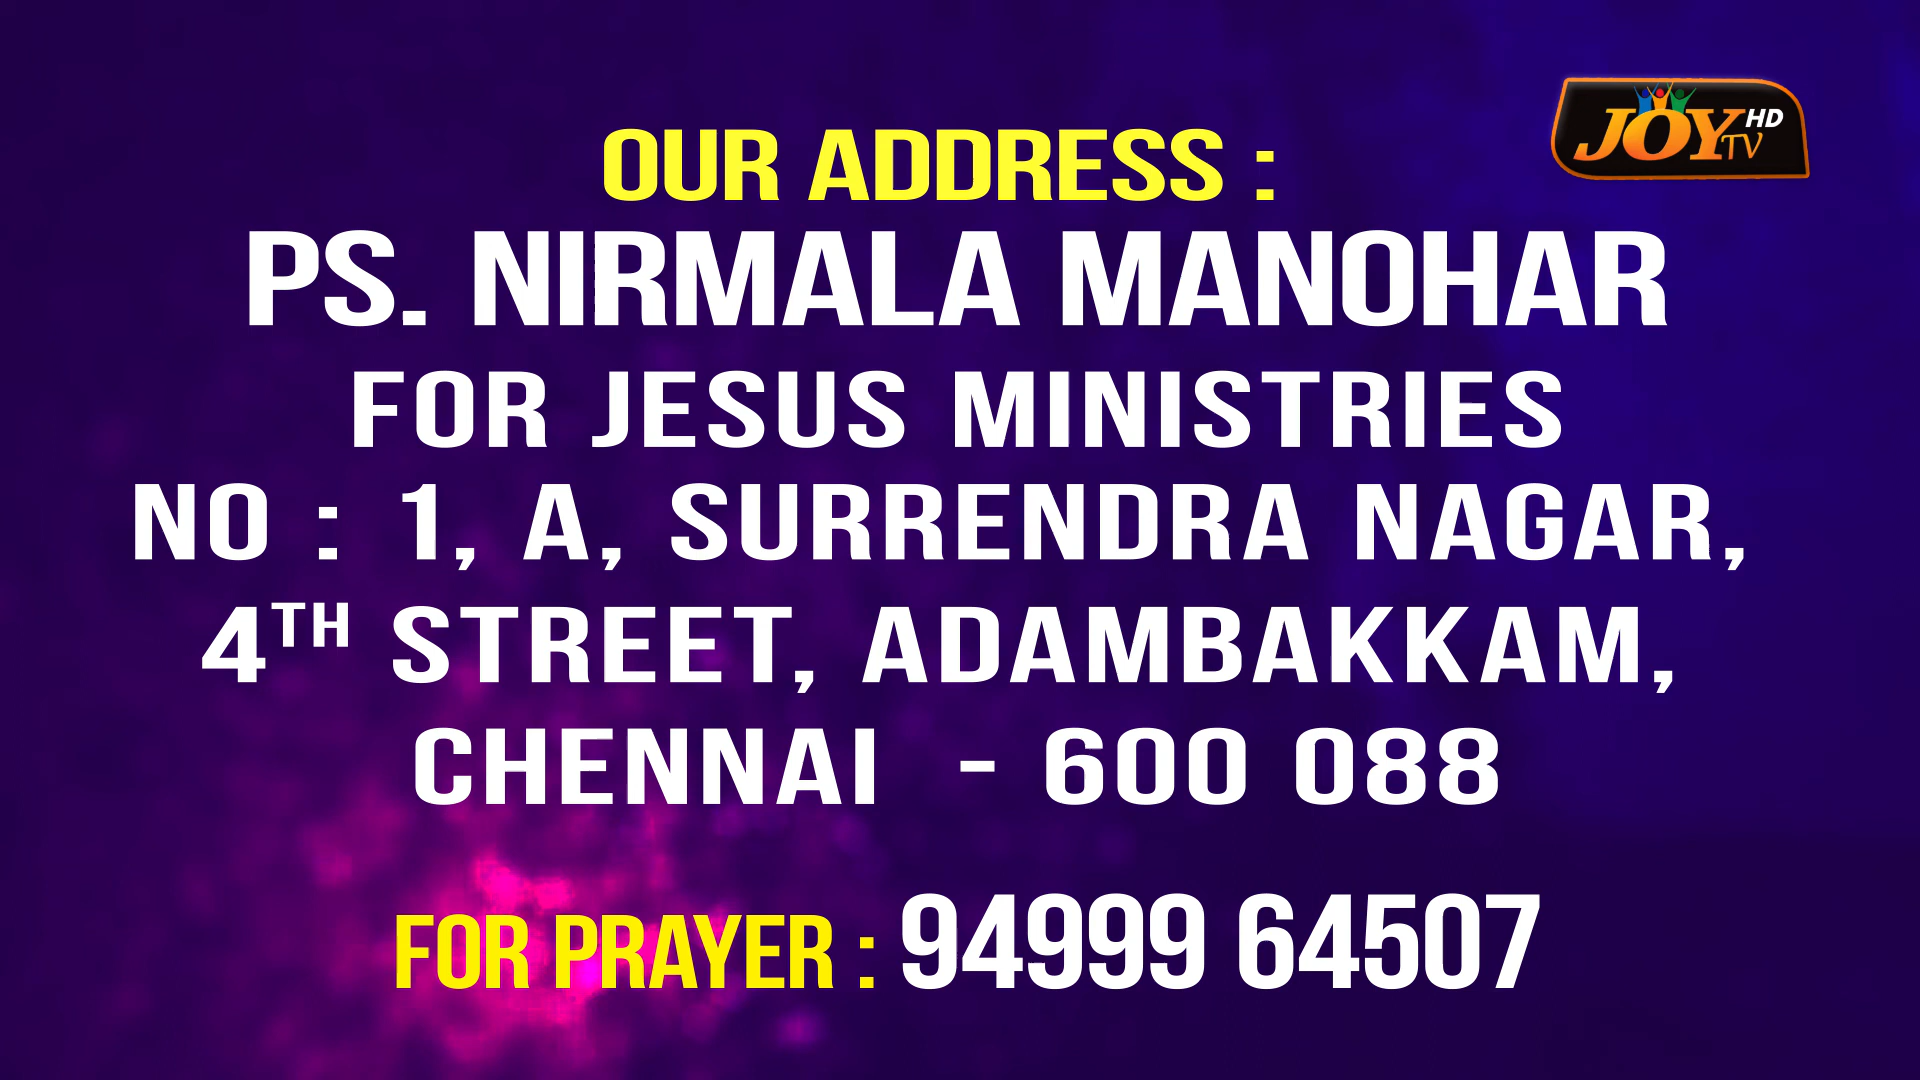 JOY TV HD
OUR ADDRESS :
PS. NIRMALA MANOHAR
FOR JESUS MINISTRIES
NO : 1, A, SURRENDRA NAGAR,
4TH STREET, ADAMBAKKAM,
CHENNAI - 600 088
FOR PRAYER : 94999 64507